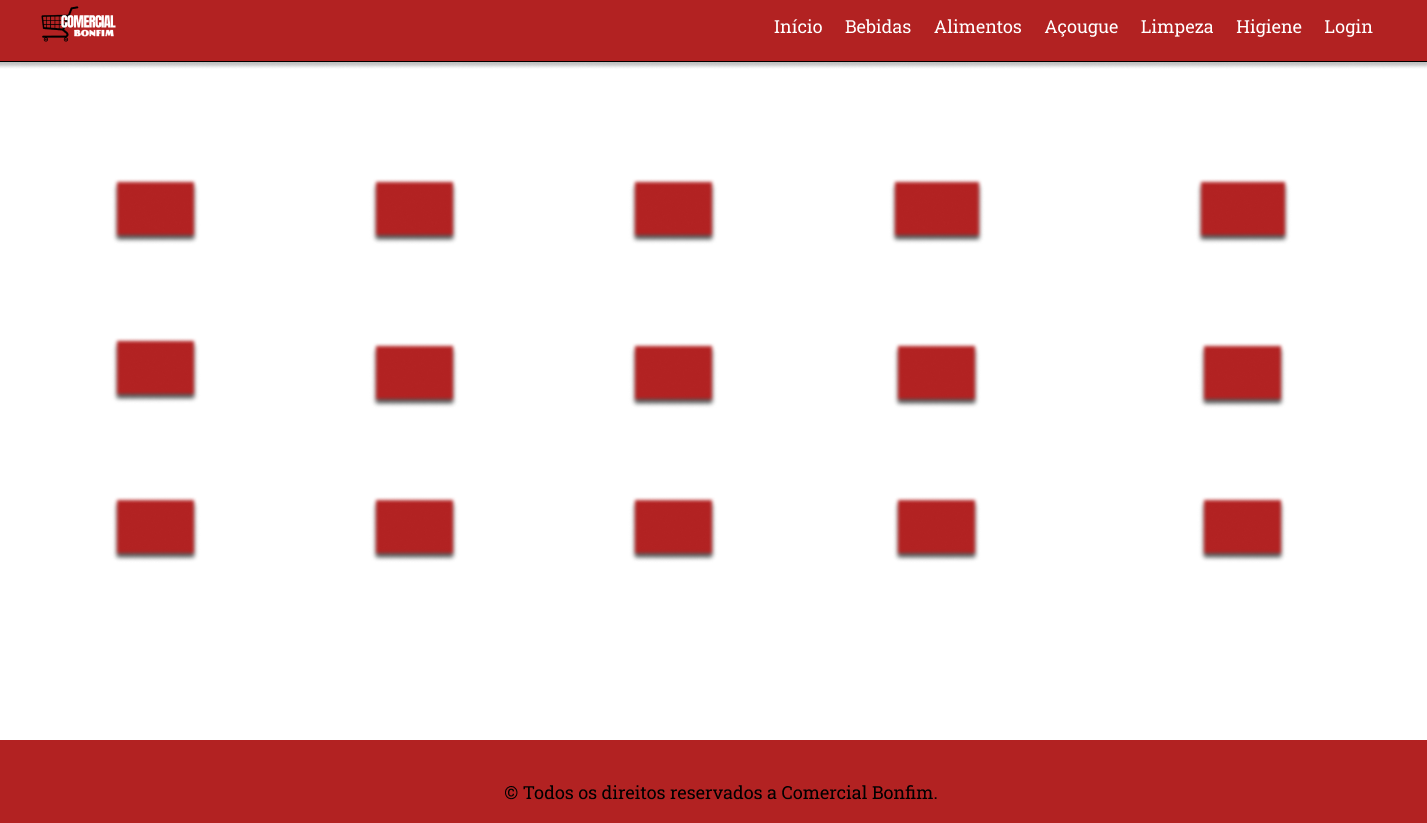 COMERCIAL
BONFIM
Início Bebidas Alimentos Açougue Limpeza Higiene Login
© Todos os direitos reservados a Comercial Bonfim.